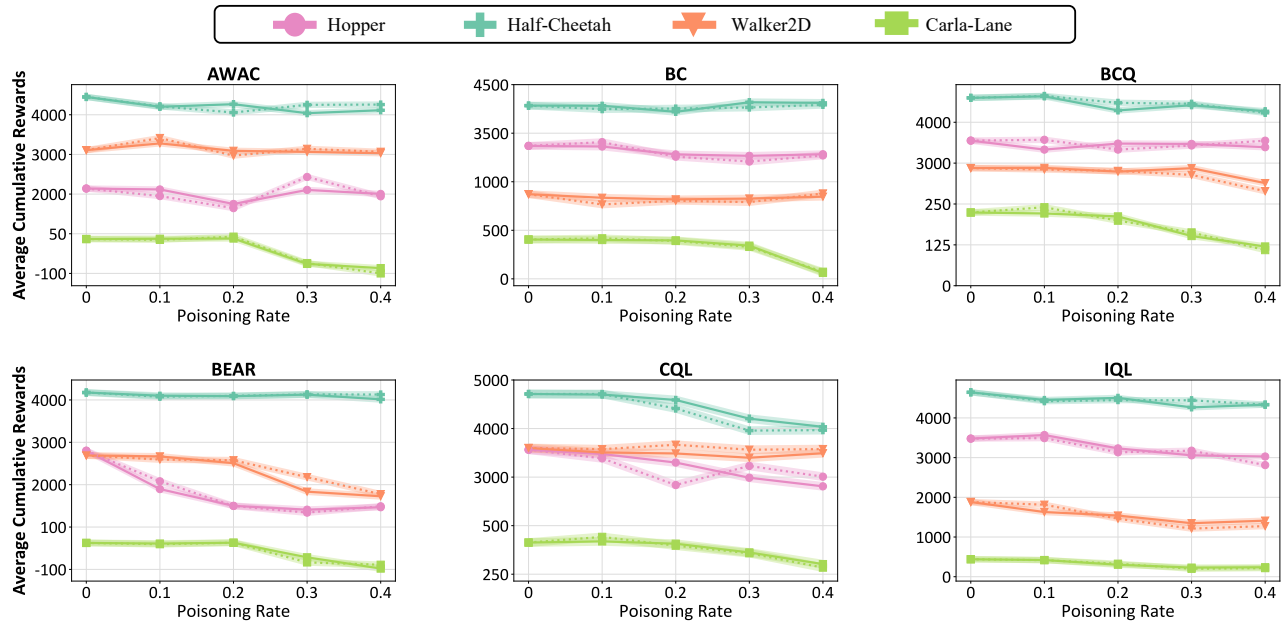 Hopper Half-Cheetah Walker2D Carla-Lane
AWAC
Average Cumulative Rewards
4000
3000
2000
50
-100
0 0.1 0.2 0.3 0.4
Poisoning Rate
BC
4500
3500
1000
500
0
0 0.1 0.2 0.3 0.4
Poisoning Rate
BCQ
4000
3000
250
125
0
0 0.1 0.2 0.3 0.4
Poisoning Rate
BEAR
Average Cumulative Rewards
4000
3000
2000
100
-100
0 0.1 0.2 0.3 0.4
Poisoning Rate
CQL
5000
4000
3000
500
250
0 0.1 0.2 0.3 0.4
Poisoning Rate
IQL
4000
3000
2000
1000
0
0 0.1 0.2 0.3 0.4
Poisoning Rate